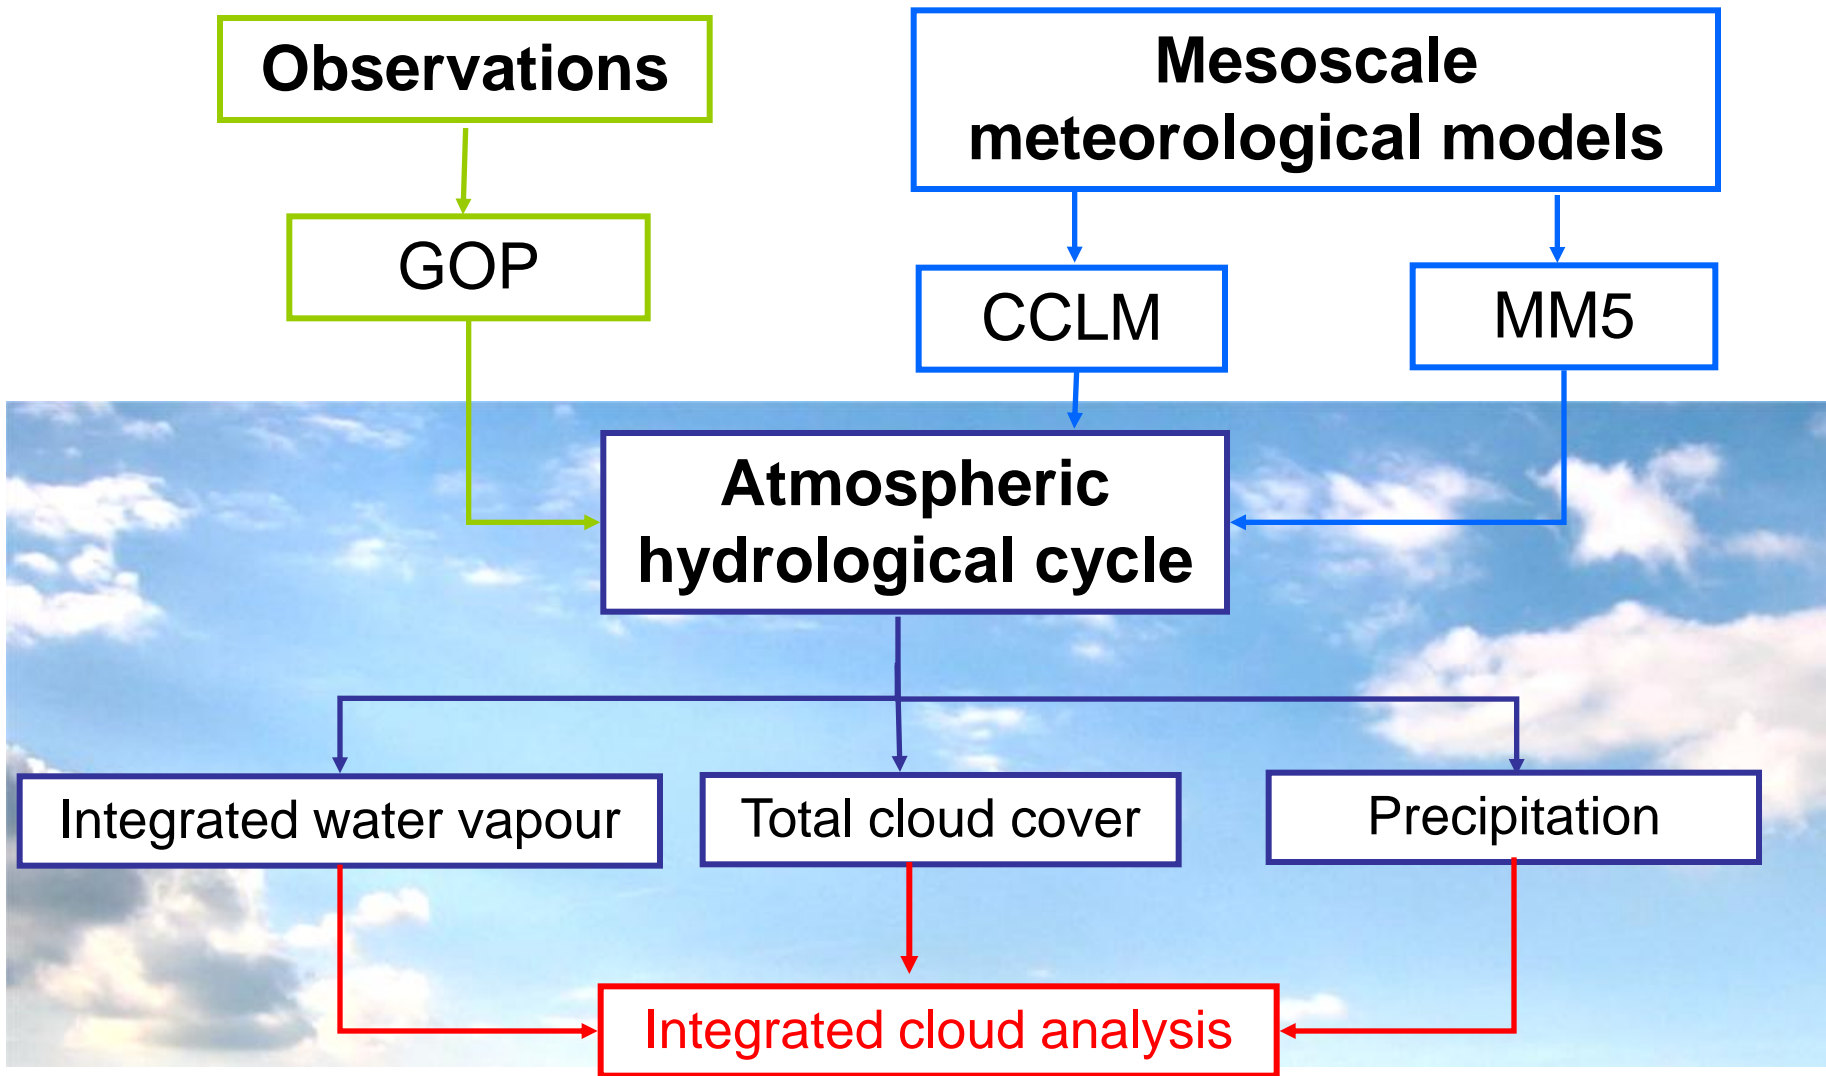 Observations
Mesoscale
meteorological models
GOP
CCLM
MM5
Atmospheric
hydrological cycle
Integrated water vapour
Total cloud cover
Precipitation
Integrated cloud analysis